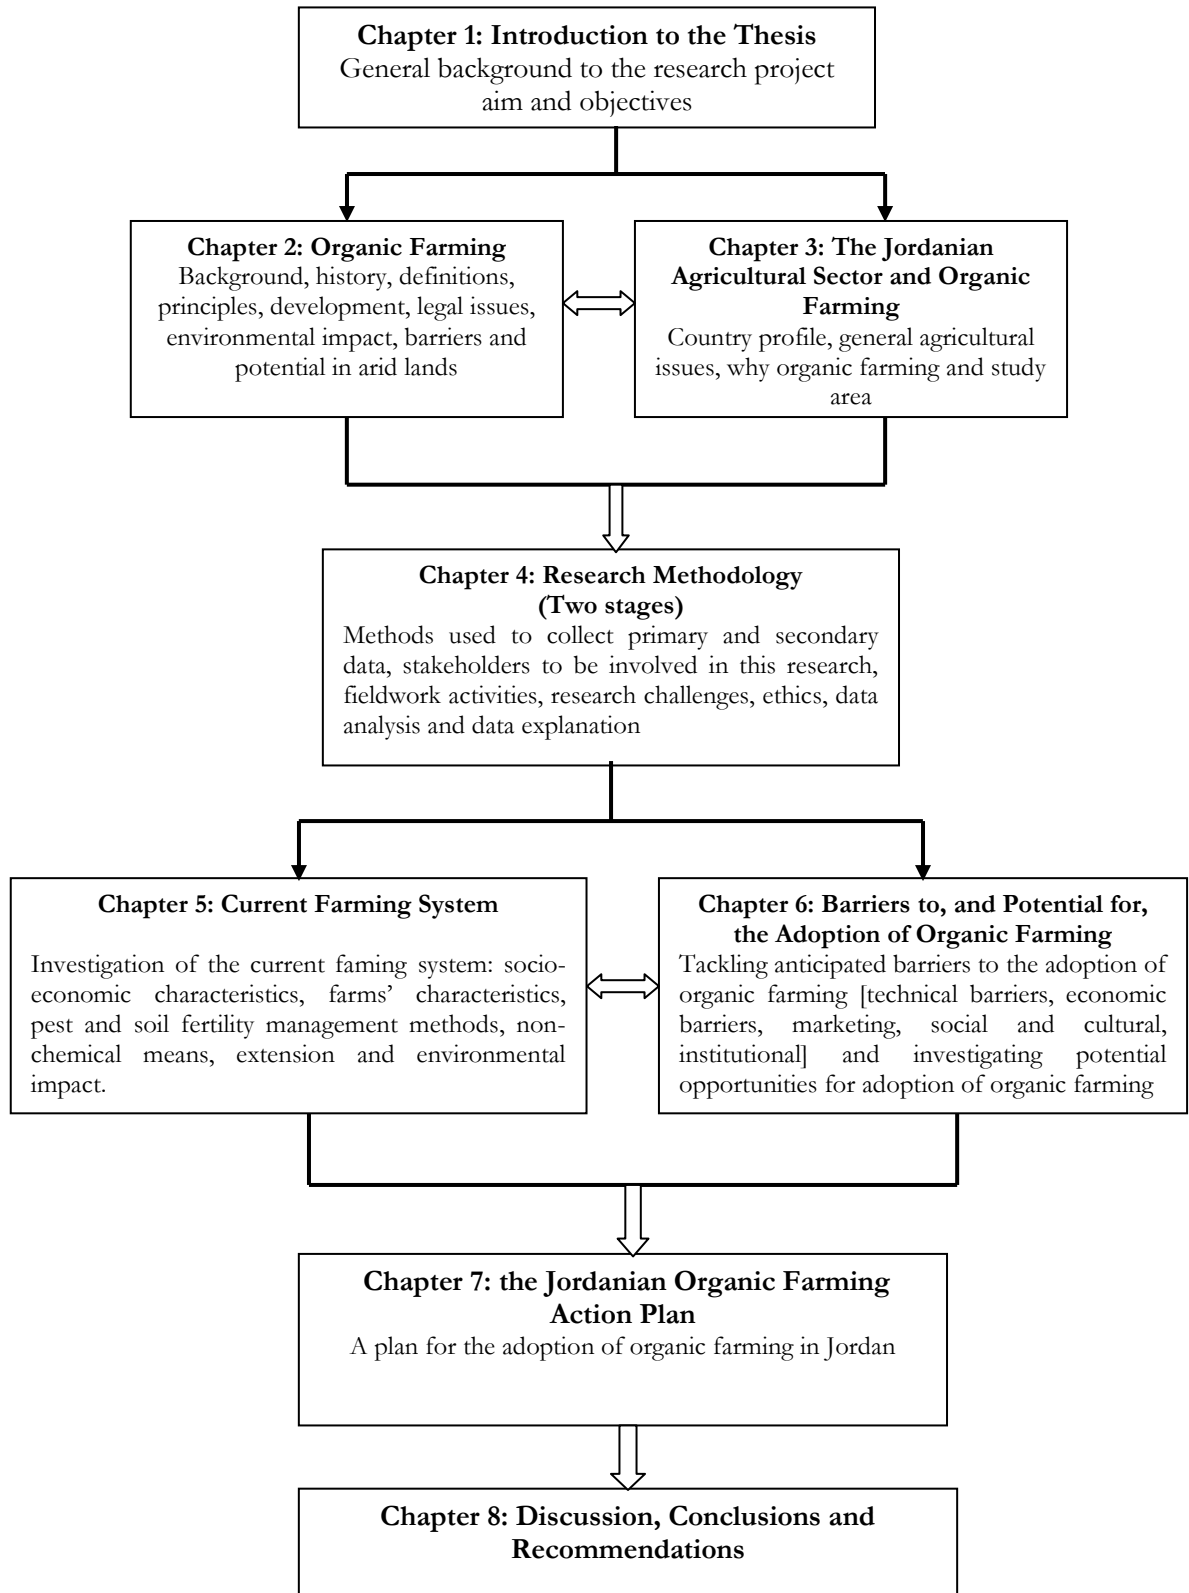 Chapter 1: Introduction to the Thesis
General background to the research project
aim and objectives
Chapter 2: Organic Farming
Background, history, definitions,
principles, development, legal issues,
environmental impact, barriers and
potential in arid lands
Chapter 3: The Jordanian
Agricultural Sector and Organic
Farming
Country profile, general agricultural
issues, why organic farming and study
area
Chapter 4: Research Methodology
(Two stages)
Methods used to collect primary and secondary
data, stakeholders to be involved in this research,
fieldwork activities, research challenges, ethics, data
analysis and data explanation
Chapter 5: Current Farming System
Investigation of the current faming system: socio-
economic characteristics, farms’ characteristics,
pest and soil fertility management methods, non-
chemical means, extension and environmental
impact.
Chapter 6: Barriers to, and Potential for,
the Adoption of Organic Farming
Tackling anticipated barriers to the adoption of
organic farming [technical barriers, economic
barriers, marketing, social and cultural,
institutional] and investigating potential
opportunities for adoption of organic farming
Chapter 7: the Jordanian Organic Farming
Action Plan
A plan for the adoption of organic farming in Jordan
Chapter 8: Discussion, Conclusions and
Recommendations